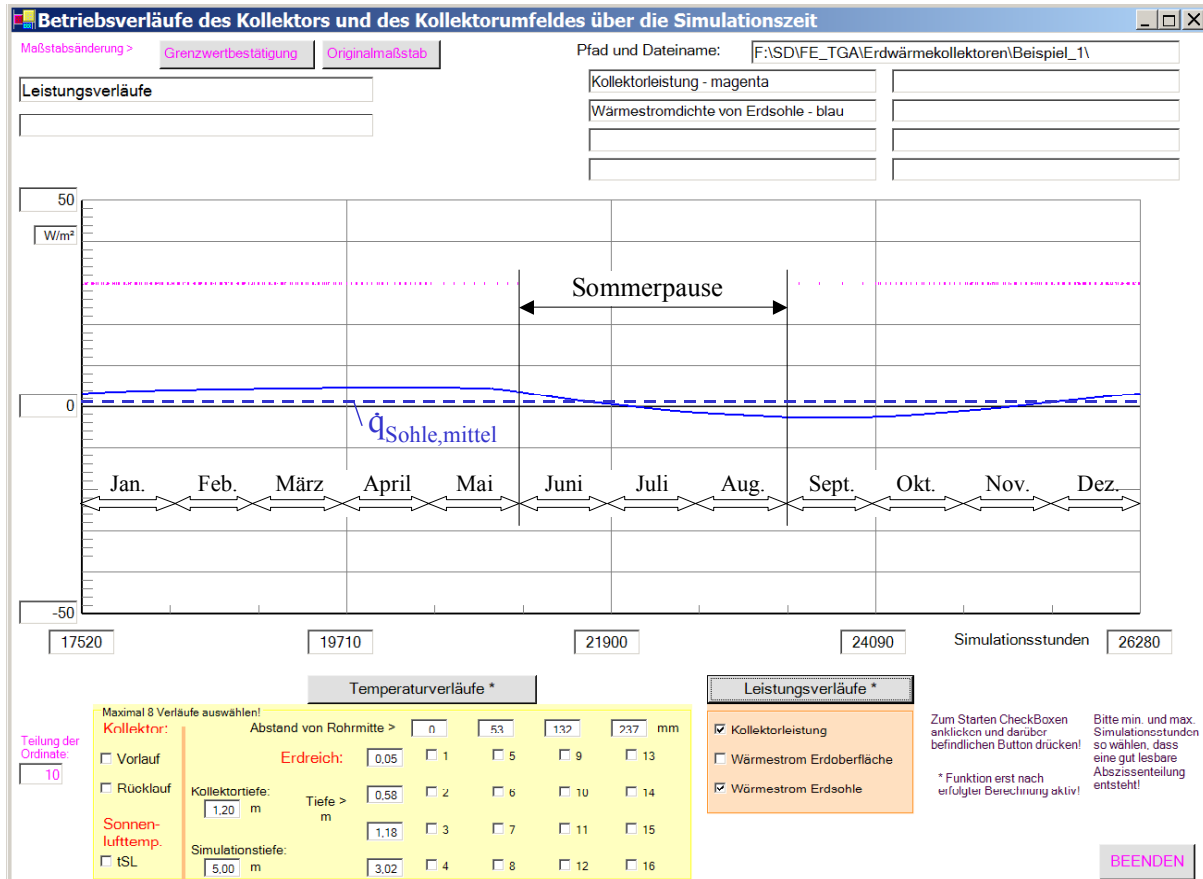 Betriebsverläufe des Kollektors und des Kollektorumfeldes über die Simulationszeit
Maßstabsänderung >
Grenzwertbestätigung
Originalmaßstab
Pfad und Dateiname:
F:\SD\FE_TGA\Erdwärmekollektoren\Beispiel_1\
Leistungsverläufe
Kollektorleistung - magenta
Wärmestromdichte von Erdsohle - blau
50
W/m²
Sommerpause
0
q̇Sohle,mittel
Jan. Feb. März April Mai Juni Juli Aug. Sept. Okt. Nov. Dez.
-50
17520 19710 21900 24090 Simulationsstunden 26280
Temperaturverläufe *
Leistungsverläufe *
Teilung der
Ordinate:
10
Maximal 8 Verläufe auswählen!
Kollektor:
Abstand von Rohrmitte > 0 53 132 237 mm
Vorlauf
Erdreich: 0,05 1 5 9 13
Rücklauf
Kollektortiefe:
1,20 m
Tiefe >
m
0,58 2 6 10 14
Sonnen-
lufttemp.
1,18 3 7 11 15
tSL
Simulationstiefe:
5,00 m
3,02 4 8 12 16
Kollektorleistung
Wärmestrom Erdoberfläche
Wärmestrom Erdsohle
Zum Starten CheckBoxen
anklicken und darüber
befindlichen Button drücken!
* Funktion erst nach
erfolgter Berechnung aktiv!
Bitte min. und max.
Simulationsstunden
so wählen, dass
eine gut lesbare
Abszissenteilung
entsteht!
BEENDEN